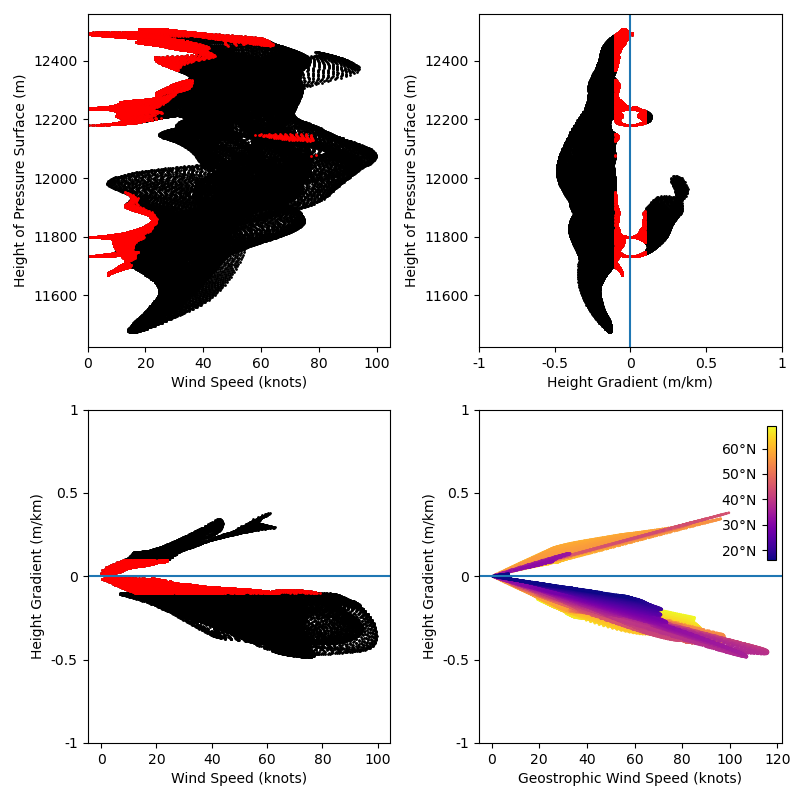 12400
12200
12000
11800
11600
Height of Pressure Surface (m)
0 20 40 60 80 100
Wind Speed (knots)
12400
12200
12000
11800
11600
Height of Pressure Surface (m)
-1 -0.5 0 0.5 1
Height Gradient (m/km)
1
0.5
0
-0.5
-1
Height Gradient (m/km)
0 20 40 60 80 100
Wind Speed (knots)
1
0.5
0
-0.5
-1
Height Gradient (m/km)
60°N
50°N
40°N
30°N
20°N
0 20 40 60 80 100 120
Geostrophic Wind Speed (knots)